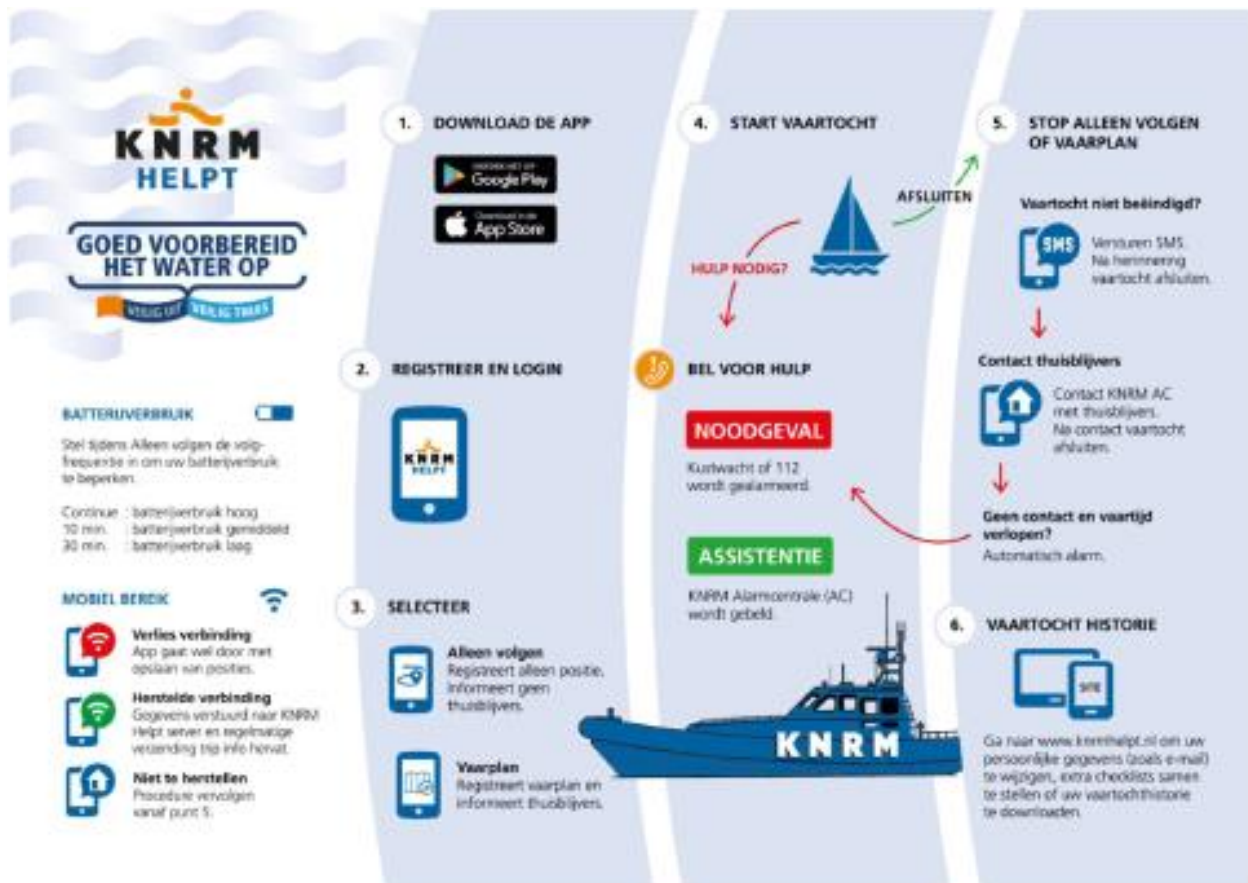 KNRM
HELPT
GOED VOORBEREID
HET WATER OP
VEILIG UIT VEILIG THUIS
BATTERIJVERBRUIK
Stel tijdens Alleen volgen de volg-
frequentie in om uw batterijverbruik
te beperken.
Continue : batterijverbruik hoog
10 min. : batterijverbruik gemiddeld
30 min. : batterijverbruik laag
MOBIEL BEREIK
Verlies verbinding
App gaat wel door met
opslaan van posities.
Herstelde verbinding
Gegevens verstuurd naar KNRM
Helpt server en regelmatige
verzending trip info hervat.
Niet te herstellen
Procedure vervolgen
vanaf punt 5.
1. DOWNLOAD DE APP
ONTDEK HET OP
Google Play
Download in de
App Store
2. REGISTREER EN LOGIN
KNRM
HELPT
3. SELECTEER
Alleen volgen
Registreert alleen positie.
Informeert geen
thuisblijvers.
Vaarplan
Registreert vaarplan en
informeert thuisblijvers.
4. START VAARTOCHT
AFSLUITEN
HULP NODIG?
BEL VOOR HULP
NOODGEVAL
Kustwacht of 112
wordt gealarmeerd.
ASSISTENTIE
KNRM Alarmcentrale (AC)
wordt gebeld.
KNRM
5. STOP ALLEEN VOLGEN
OF VAARPLAN
Vaartocht niet beëindigd?
SMS
Versturen SMS.
Na herinnering
vaartocht afsluiten.
Contact thuisblijvers
Contact KNRM AC
met thuisblijvers.
Na contact vaartocht
afsluiten.
Geen contact en vaartijd
verlopen?
Automatisch alarm.
6. VAARTOCHT HISTORIE
SITE
Ga naar www.knrmhelpt.nl om uw
persoonlijke gegevens (zoals e-mail)
te wijzigen, extra checklists samen
te stellen of uw vaartochthistorie
te downloaden.